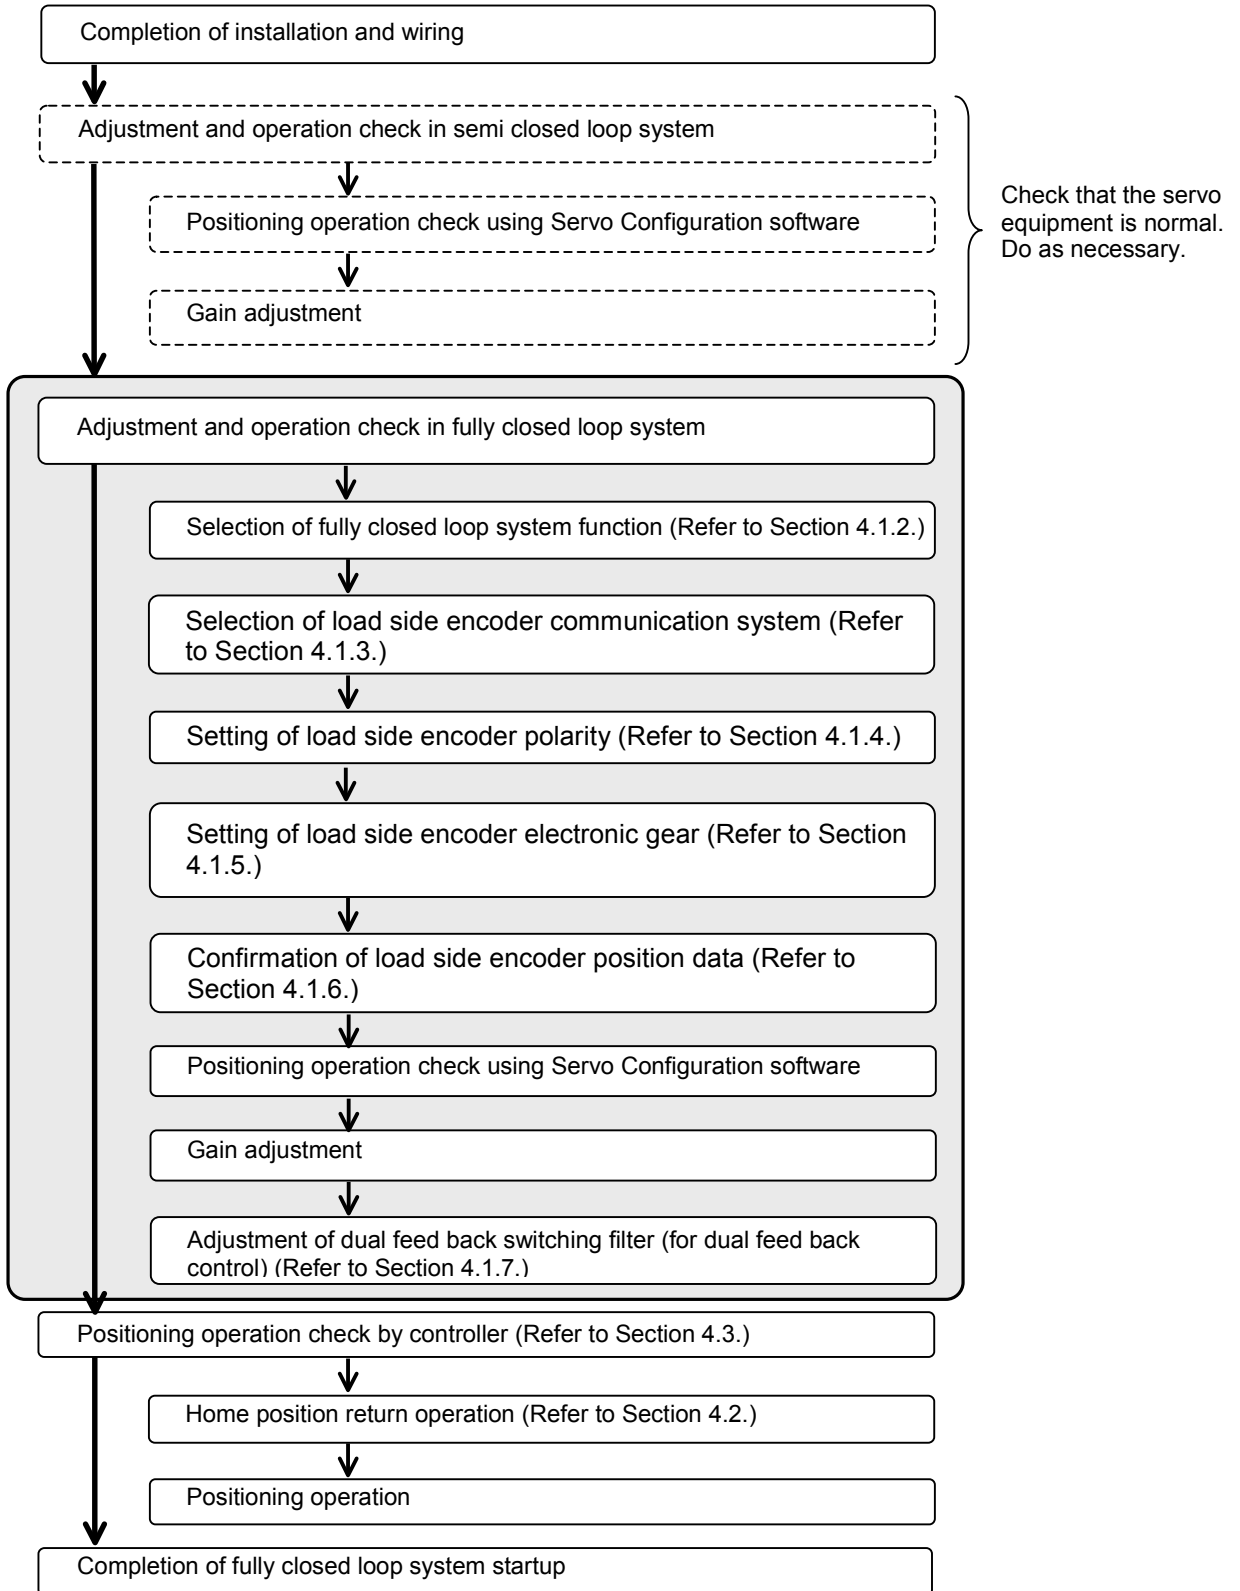 Completion of installation and wiring
Adjustment and operation check in semi closed loop system
Positioning operation check using Servo Configuration software
Gain adjustment
Check that the servo
equipment is normal.
Do as necessary.
Adjustment and operation check in fully closed loop system
Selection of fully closed loop system function (Refer to Section 4.1.2.)
Selection of load side encoder communication system (Refer
to Section 4.1.3.)
Setting of load side encoder polarity (Refer to Section 4.1.4.)
Setting of load side encoder electronic gear (Refer to Section
4.1.5.)
Confirmation of load side encoder position data (Refer to
Section 4.1.6.)
Positioning operation check using Servo Configuration software
Gain adjustment
Adjustment of dual feed back switching filter (for dual feed back
control) (Refer to Section 4.1.7.)
Positioning operation check by controller (Refer to Section 4.3.)
Home position return operation (Refer to Section 4.2.)
Positioning operation
Completion of fully closed loop system startup